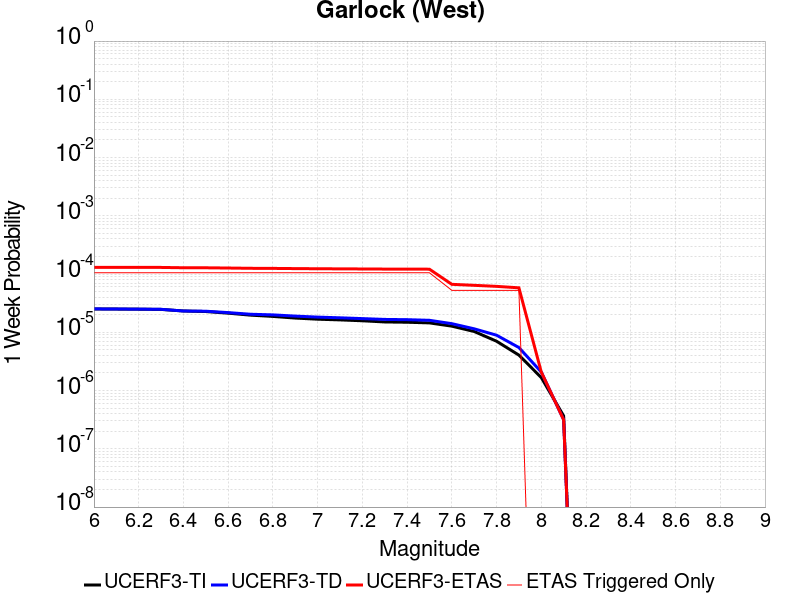 Garlock (West)
10^0
10^-1
10^-2
10^-3
10^-4
10^-5
10^-6
10^-7
10^-8
1 Week Probability
6 6.2 6.4 6.6 6.8 7 7.2 7.4 7.6 7.8 8 8.2 8.4 8.6 8.8 9
Magnitude
UCERF3-TI UCERF3-TD UCERF3-ETAS ETAS Triggered Only